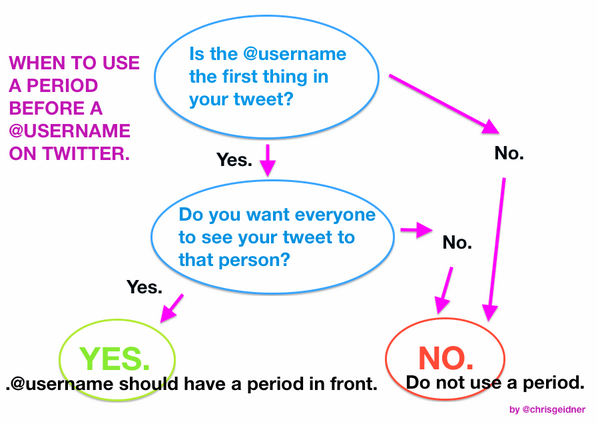 WHEN TO USE
A PERIOD
BEFORE A
@USERNAME
ON TWITTER.
Is the @username
the first thing in
your tweet?
Yes.
No.
Do you want everyone
to see your tweet to
that person?
No.
Yes.
YES.
.@username should have a period in front.
NO.
Do not use a period.
by @chrisgeidner